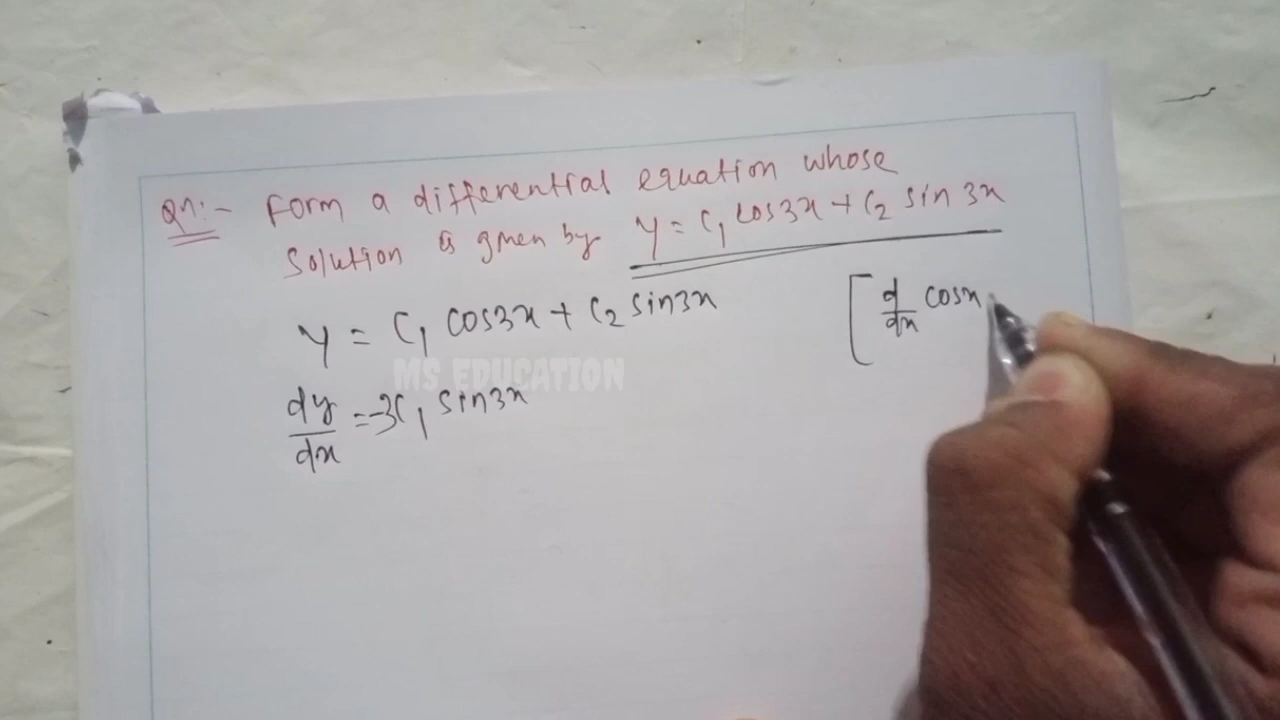 Qn:- Form a differential equation whose
Solution is given by y = C₁ cos3x + C₂ sin 3x
y = C₁ cos3x + C₂ sin3x
[ d/dx cosx
MS EDUCATION
dy/dx = -3C₁ sin3x